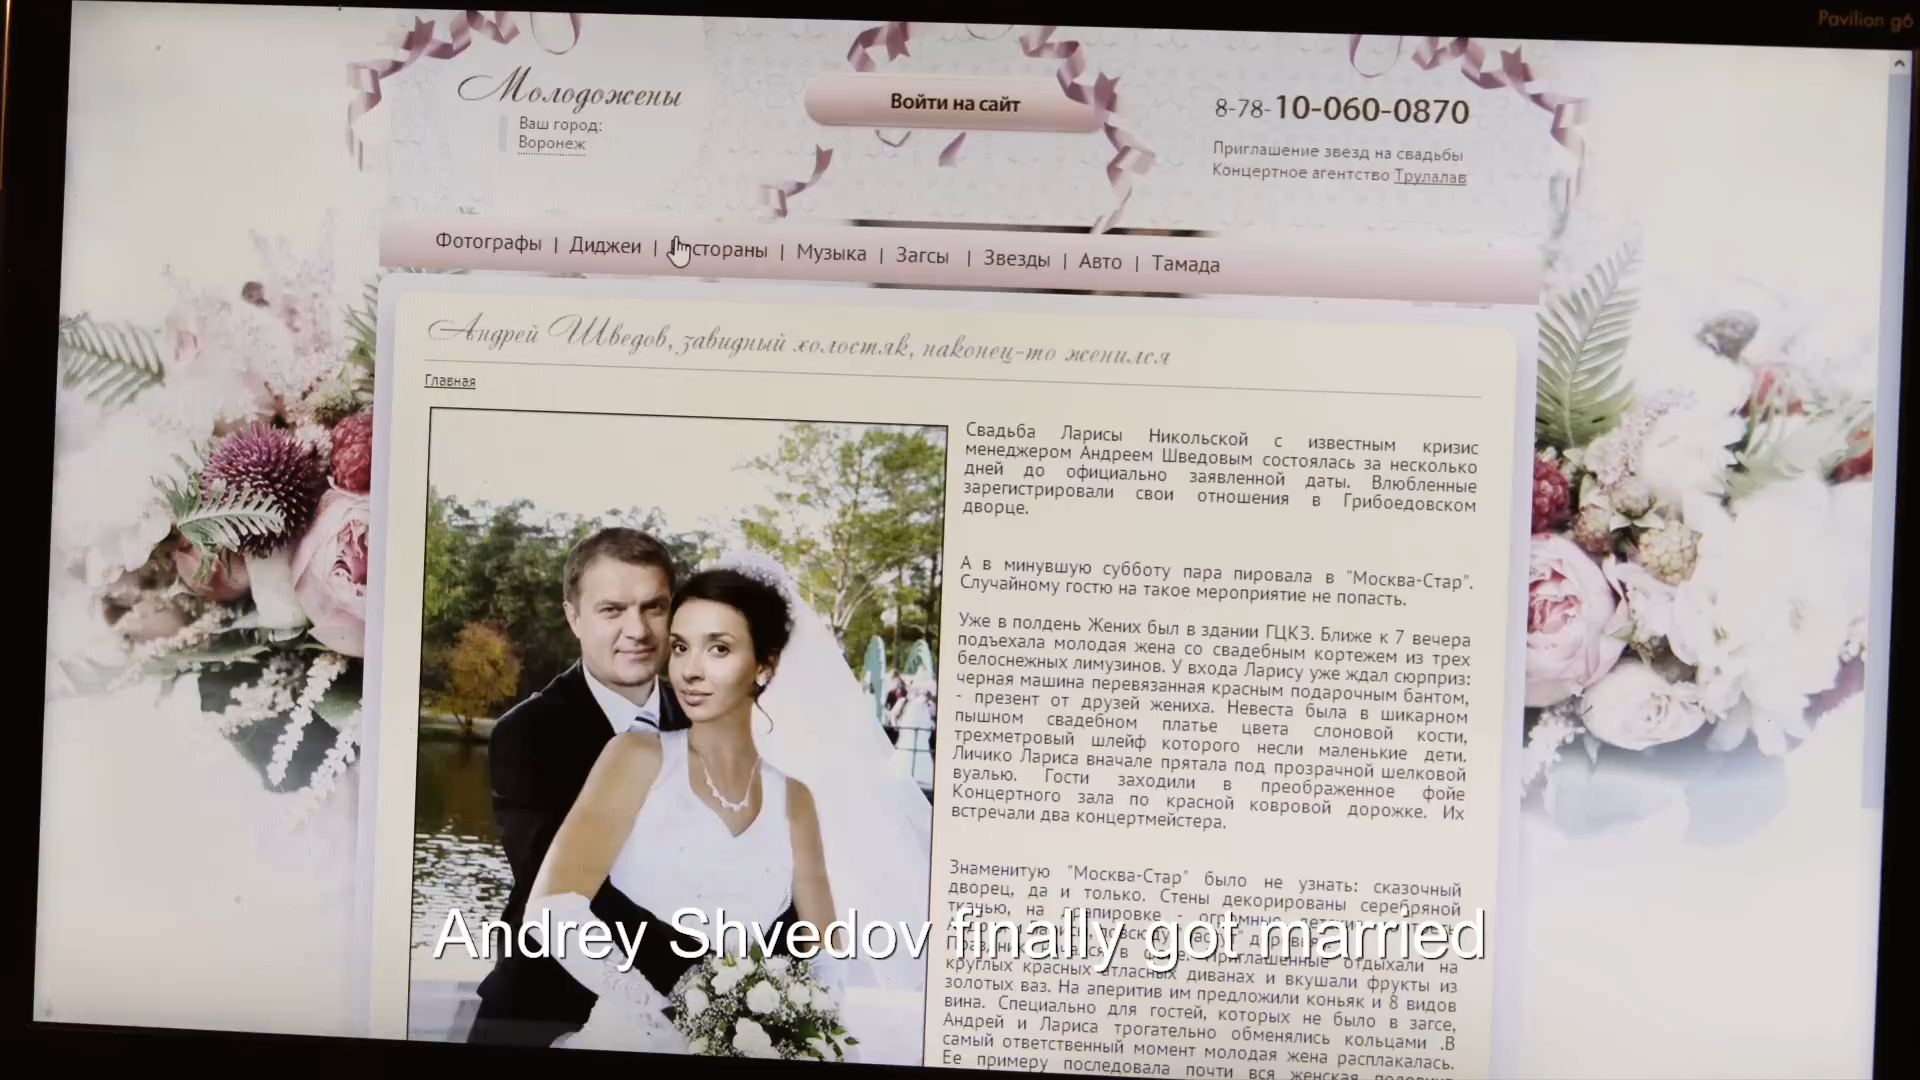 Pavilion g6
Молодожены
Ваш город:
Воронеж
Войти на сайт
8-78-10-060-0870
Приглашение звезд на свадьбы
Концертное агентство Трулалав
Фотографы | Диджеи | стораны | Музыка | Загсы | Звезды | Авто | Тамада
Андрей Шведов, завидный холостяк, наконец-то женился
Главная
Свадьба Ларисы Никольской с известным кризис
менеджером Андреем Шведовым состоялась за несколько
дней до официально заявленной даты. Влюбленные
зарегистрировали свои отношения в Грибоедовском
дворце.
А в минувшую субботу пара пировала в "Москва-Стар".
Случайному гостю на такое мероприятие не попасть.
Уже в полдень Жених был в здании ГЦКЗ. Ближе к 7 вечера
подъехала молодая жена со свадебным кортежем из трех
белоснежных лимузинов. У входа Ларису уже ждал сюрприз:
черная машина перевязанная красным подарочным бантом,
- презент от друзей жениха. Невеста была в шикарном
пышном свадебном платье цвета слоновой кости,
трехметровый шлейф которого несли маленькие дети.
Личико Лариса вначале прятала под прозрачной шелковой
вуалью. Гости заходили в преображенное фойе
Концертного зала по красной ковровой дорожке. Их
встречали два концертмейстера.
Знаменитую "Москва-Стар" было не узнать: сказочный
дворец, да и только. Стены декорированы серебряной
тканью, на драпировке - огромные
Andrey Shvedov finally got married
отдыхали на
круглых красных атласных диванах и вкушали фрукты из
золотых ваз. На аперитив им предложили коньяк и 8 видов
вина. Специально для гостей, которых не было в загсе,
Андрей и Лариса трогательно обменялись кольцами .В
самый ответственный момент молодая жена расплакалась.
Ее примеру последовала почти вся женская